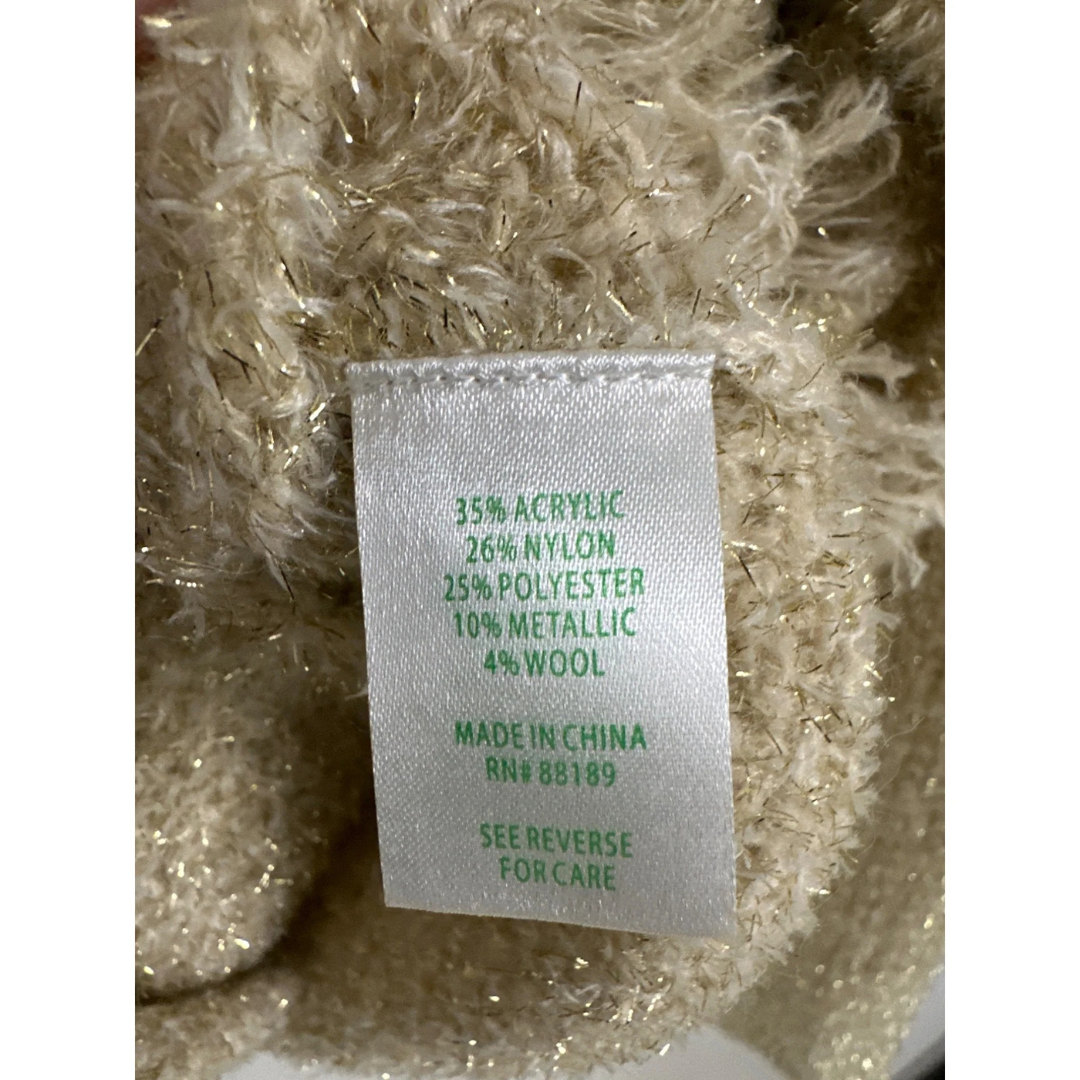 35% ACRYLIC
26% NYLON
25% POLYESTER
10% METALLIC
4% WOOL
MADE IN CHINA
RN# 88189
SEE REVERSE
FOR CARE